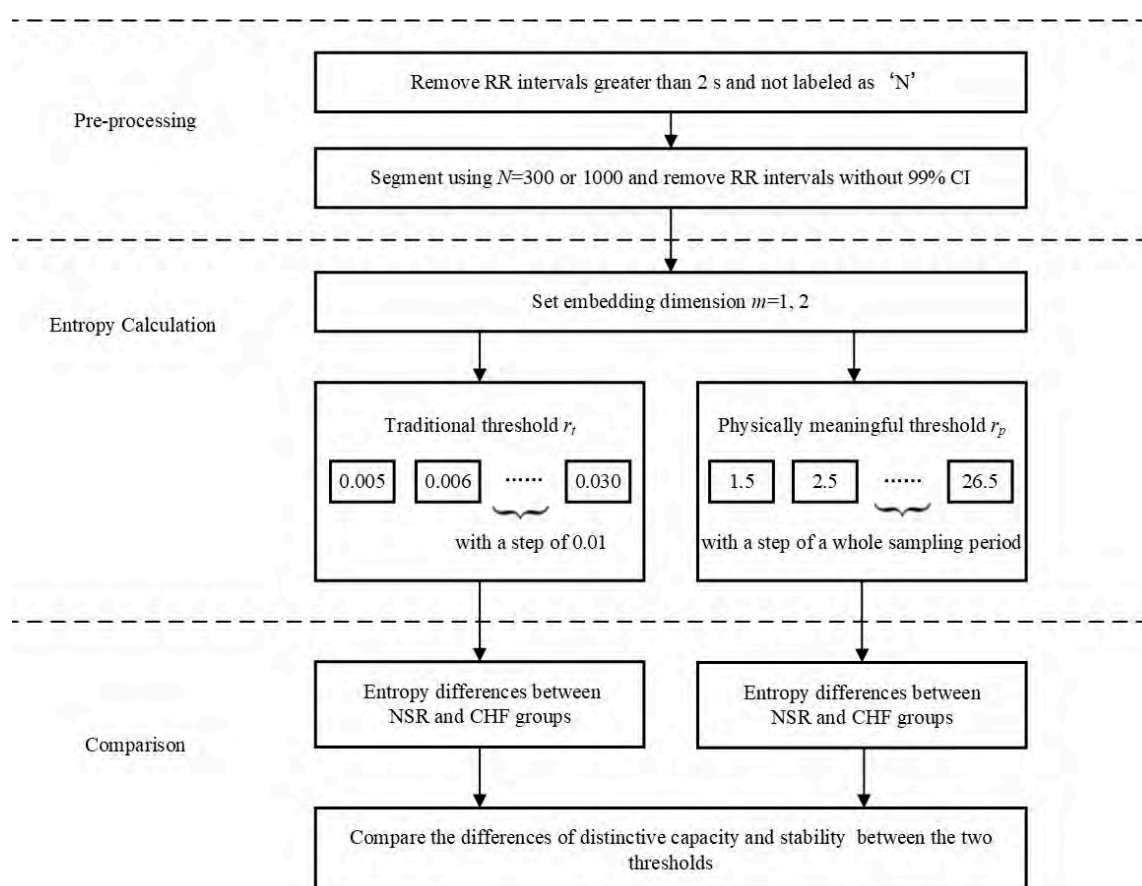 Pre-processing
Remove RR intervals greater than 2 s and not labeled as ‘N’
Segment using N=300 or 1000 and remove RR intervals without 99% CI
Entropy Calculation
Set embedding dimension m=1, 2
Traditional threshold rt
0.005 0.006 ...... 0.030
with a step of 0.01
Physically meaningful threshold rp
1.5 2.5 ...... 26.5
with a step of a whole sampling period
Comparison
Entropy differences between
NSR and CHF groups
Entropy differences between
NSR and CHF groups
Compare the differences of distinctive capacity and stability between the two
thresholds